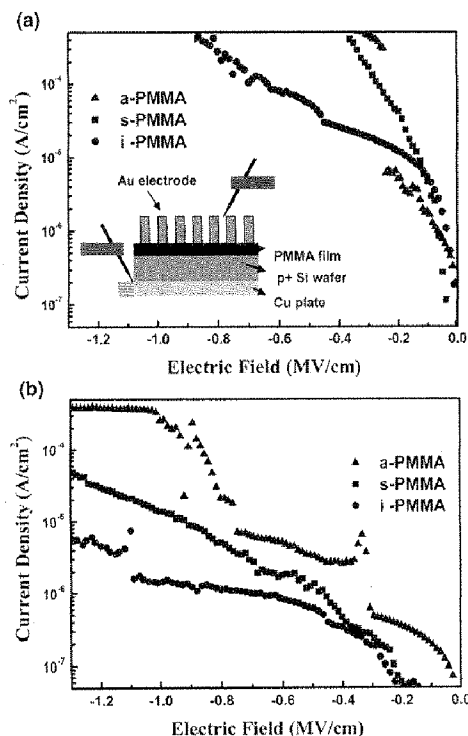 (a)
Current Density (A/cm²)
10⁻⁴
10⁻⁵
10⁻⁶
10⁻⁷
a-PMMA
s-PMMA
i -PMMA
Au electrode
PMMA film
p+ Si wafer
Cu plate
-1.2 -1.0 -0.8 -0.6 -0.4 -0.2 0.0
Electric Field (MV/cm)
(b)
Current Density (A/cm²)
10⁻⁴
10⁻⁵
10⁻⁶
10⁻⁷
a-PMMA
s-PMMA
i -PMMA
-1.2 -1.0 -0.8 -0.6 -0.4 -0.2 0.0
Electric Field (MV/cm)